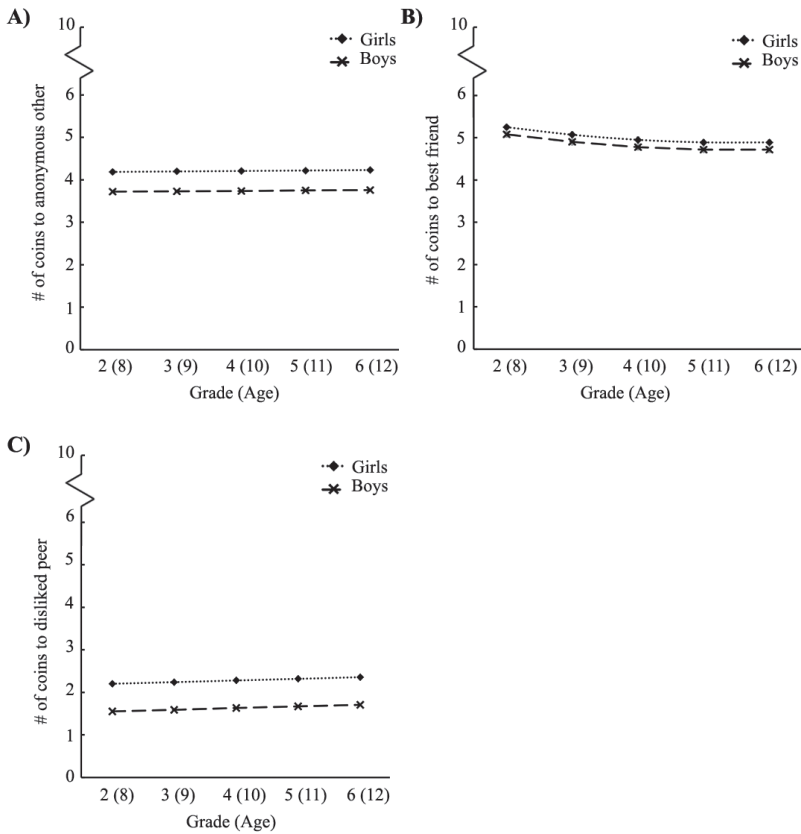 A)
10
6
5
4
3
2
1
0
# of coins to anonymous other
Girls
Boys
2 (8) 3 (9) 4 (10) 5 (11) 6 (12)
Grade (Age)
B)
10
6
5
4
3
2
1
0
# of coins to best friend
Girls
Boys
2 (8) 3 (9) 4 (10) 5 (11) 6 (12)
Grade (Age)
C)
10
6
5
4
3
2
1
0
# of coins to disliked peer
Girls
Boys
2 (8) 3 (9) 4 (10) 5 (11) 6 (12)
Grade (Age)